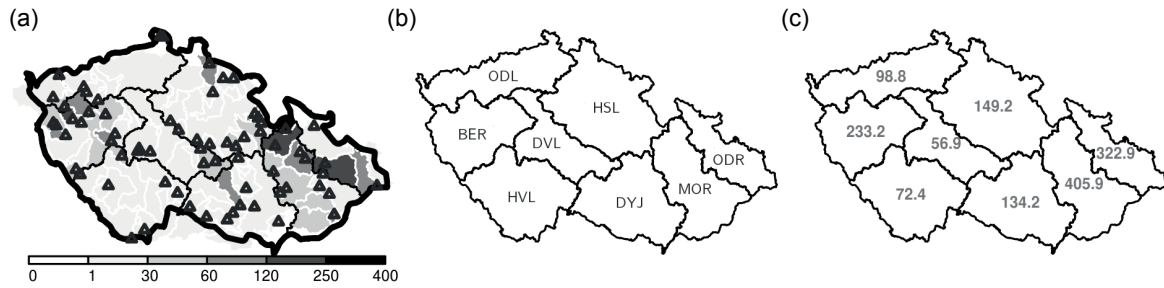 (a)
0 1 30 60 120 250 400
(b)
ODL
HSL
BER
DVL
ODR
HVL
DYJ
MOR
(c)
98.8
149.2
233.2
56.9
322.9
405.9
72.4
134.2